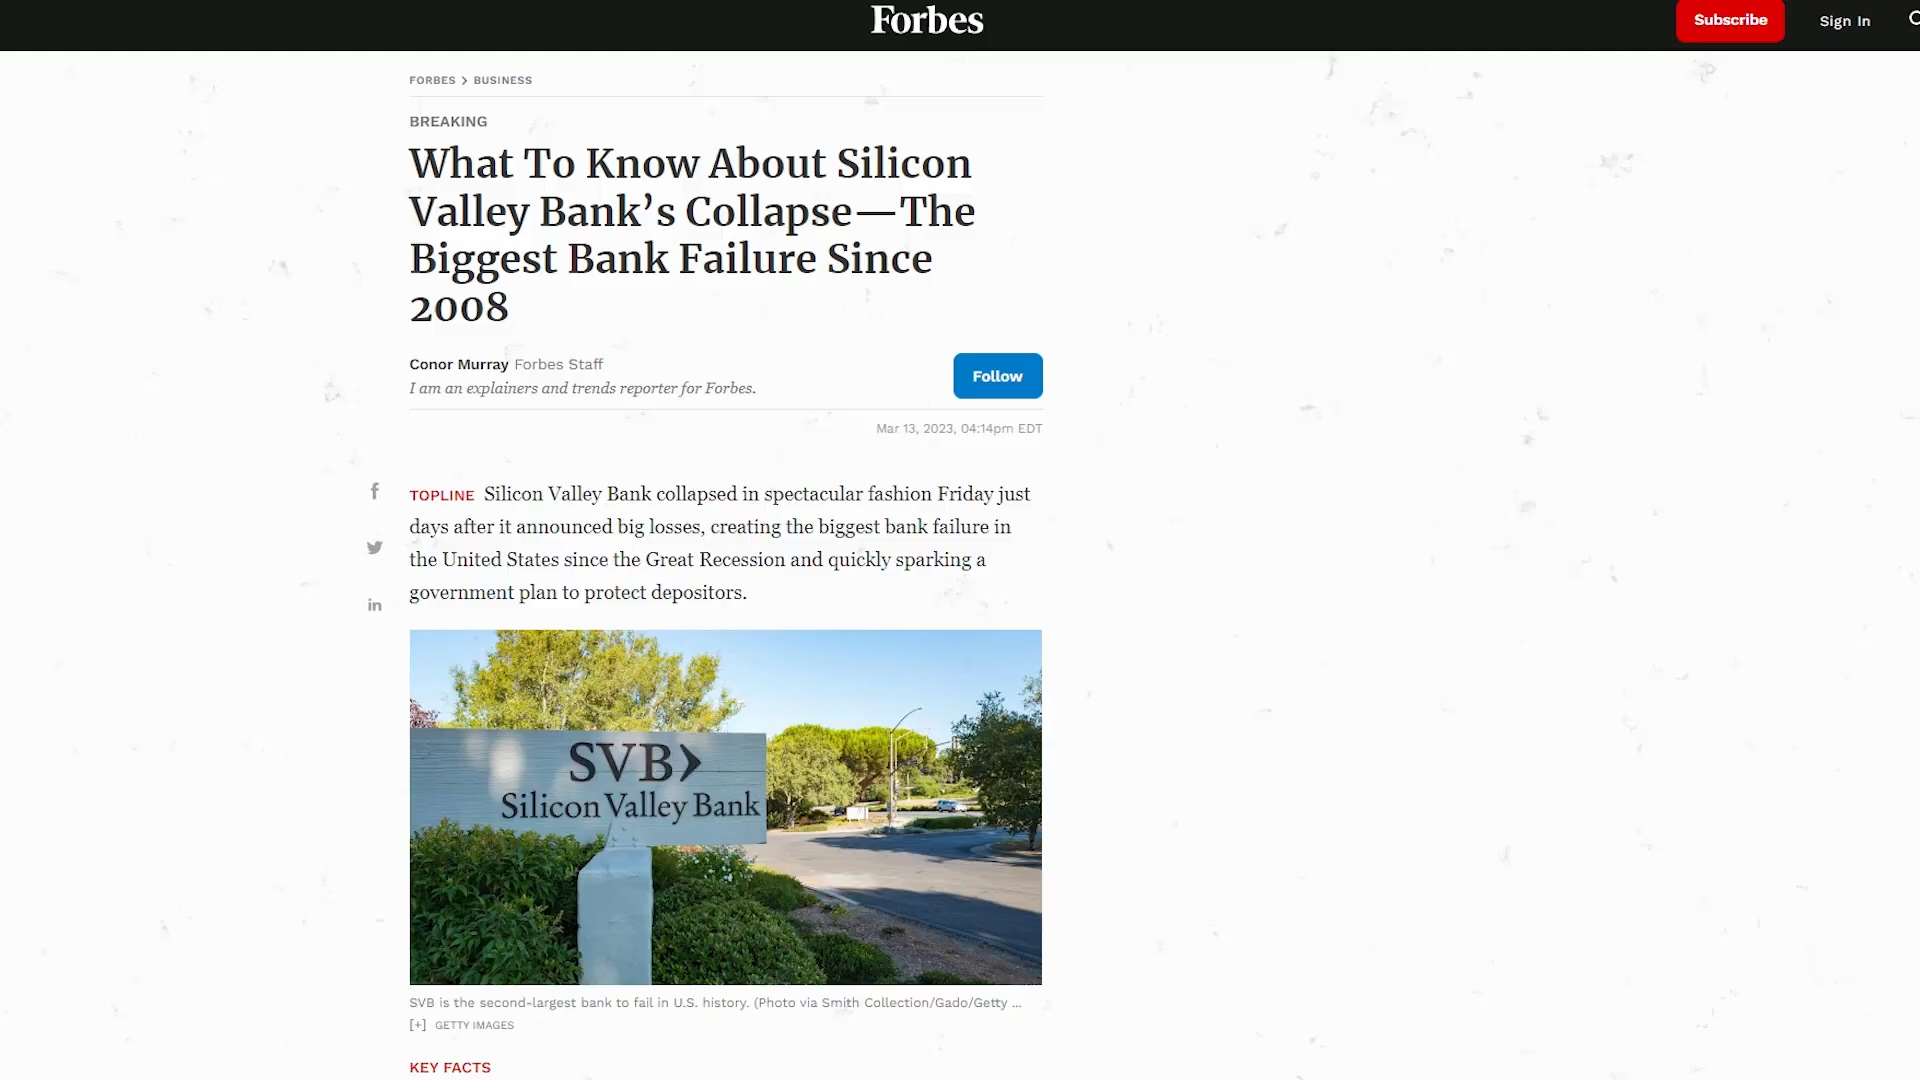 Forbes
Subscribe
Sign In
FORBES > BUSINESS
BREAKING
What To Know About Silicon
Valley Bank’s Collapse—The
Biggest Bank Failure Since
2008
Conor Murray Forbes Staff
I am an explainers and trends reporter for Forbes.
Follow
Mar 13, 2023, 04:14pm EDT
TOPLINE Silicon Valley Bank collapsed in spectacular fashion Friday just
days after it announced big losses, creating the biggest bank failure in
the United States since the Great Recession and quickly sparking a
government plan to protect depositors.
SVB>
Silicon Valley Bank
SVB is the second-largest bank to fail in U.S. history. (Photo via Smith Collection/Gado/Getty ...
[+] GETTY IMAGES
KEY FACTS